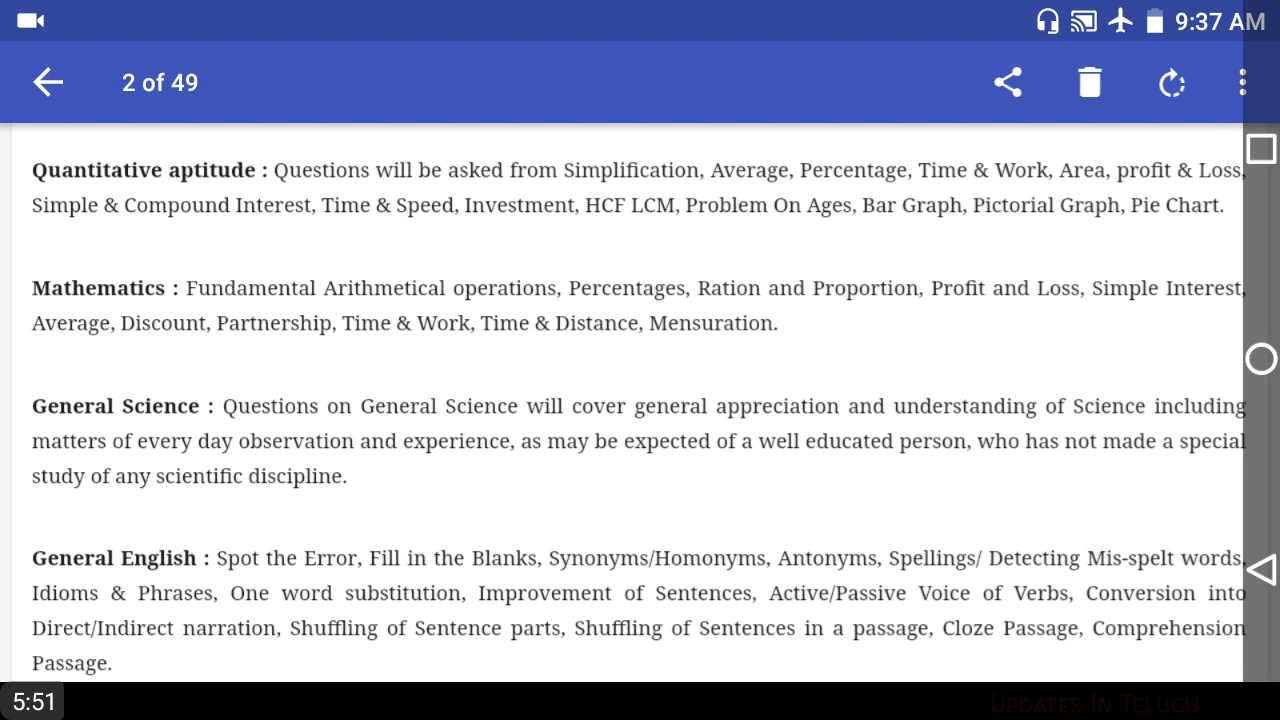 9:37 AM
2 of 49
Quantitative aptitude : Questions will be asked from Simplification, Average, Percentage, Time & Work, Area, profit & Loss,
Simple & Compound Interest, Time & Speed, Investment, HCF LCM, Problem On Ages, Bar Graph, Pictorial Graph, Pie Chart.
Mathematics : Fundamental Arithmetical operations, Percentages, Ration and Proportion, Profit and Loss, Simple Interest,
Average, Discount, Partnership, Time & Work, Time & Distance, Mensuration.
General Science : Questions on General Science will cover general appreciation and understanding of Science including
matters of every day observation and experience, as may be expected of a well educated person, who has not made a special
study of any scientific discipline.
General English : Spot the Error, Fill in the Blanks, Synonyms/Homonyms, Antonyms, Spellings/ Detecting Mis-spelt words,
Idioms & Phrases, One word substitution, Improvement of Sentences, Active/Passive Voice of Verbs, Conversion into
Direct/Indirect narration, Shuffling of Sentence parts, Shuffling of Sentences in a passage, Cloze Passage, Comprehension
Passage.
5:51
Updates In Telugu